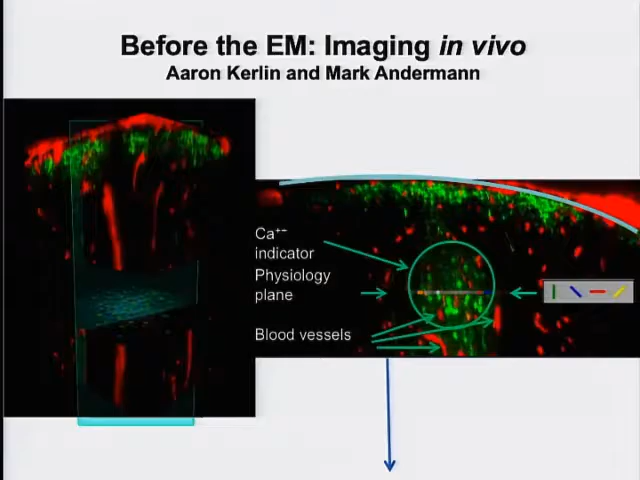 Before the EM: Imaging in vivo
Aaron Kerlin and Mark Andermann
Ca++
indicator
Physiology
plane
Blood vessels